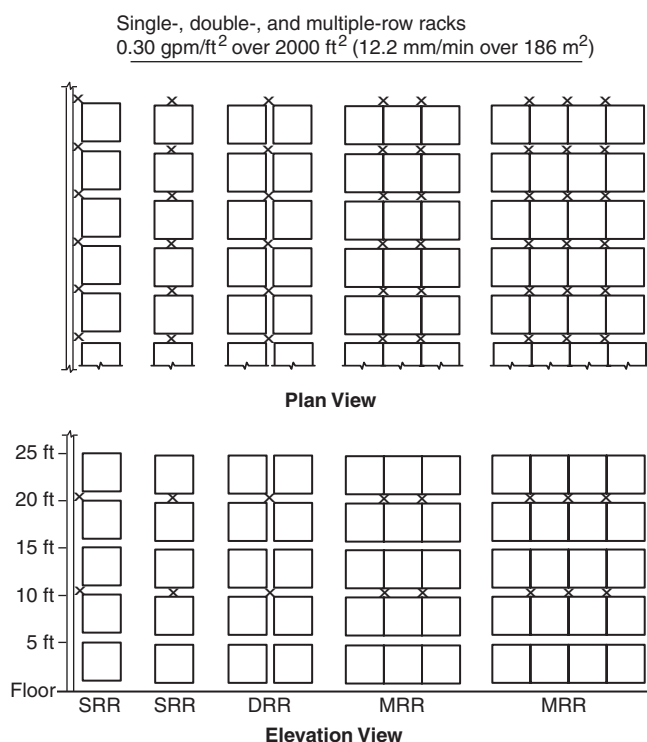 Single-, double-, and multiple-row racks
0.30 gpm/ft² over 2000 ft² (12.2 mm/min over 186 m²)
Plan View
25 ft
20 ft
15 ft
10 ft
5 ft
Floor
SRR SRR DRR MRR MRR
Elevation View